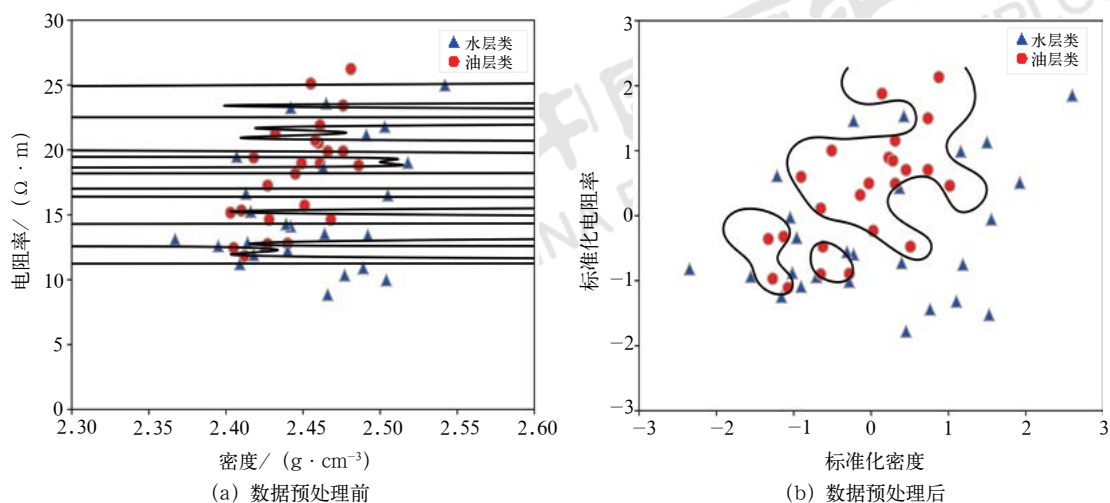 30
25
20
15
10
5
0
2.30
2.35
2.40
2.45
2.50
2.55
2.60
电阻率/（Ω · m）
密度/（g · cm⁻³）
水层类
油层类
(a) 数据预处理前
3
2
1
0
−1
−2
−3
−3
−2
−1
0
1
2
3
标准化电阻率
标准化密度
水层类
油层类
(b) 数据预处理后